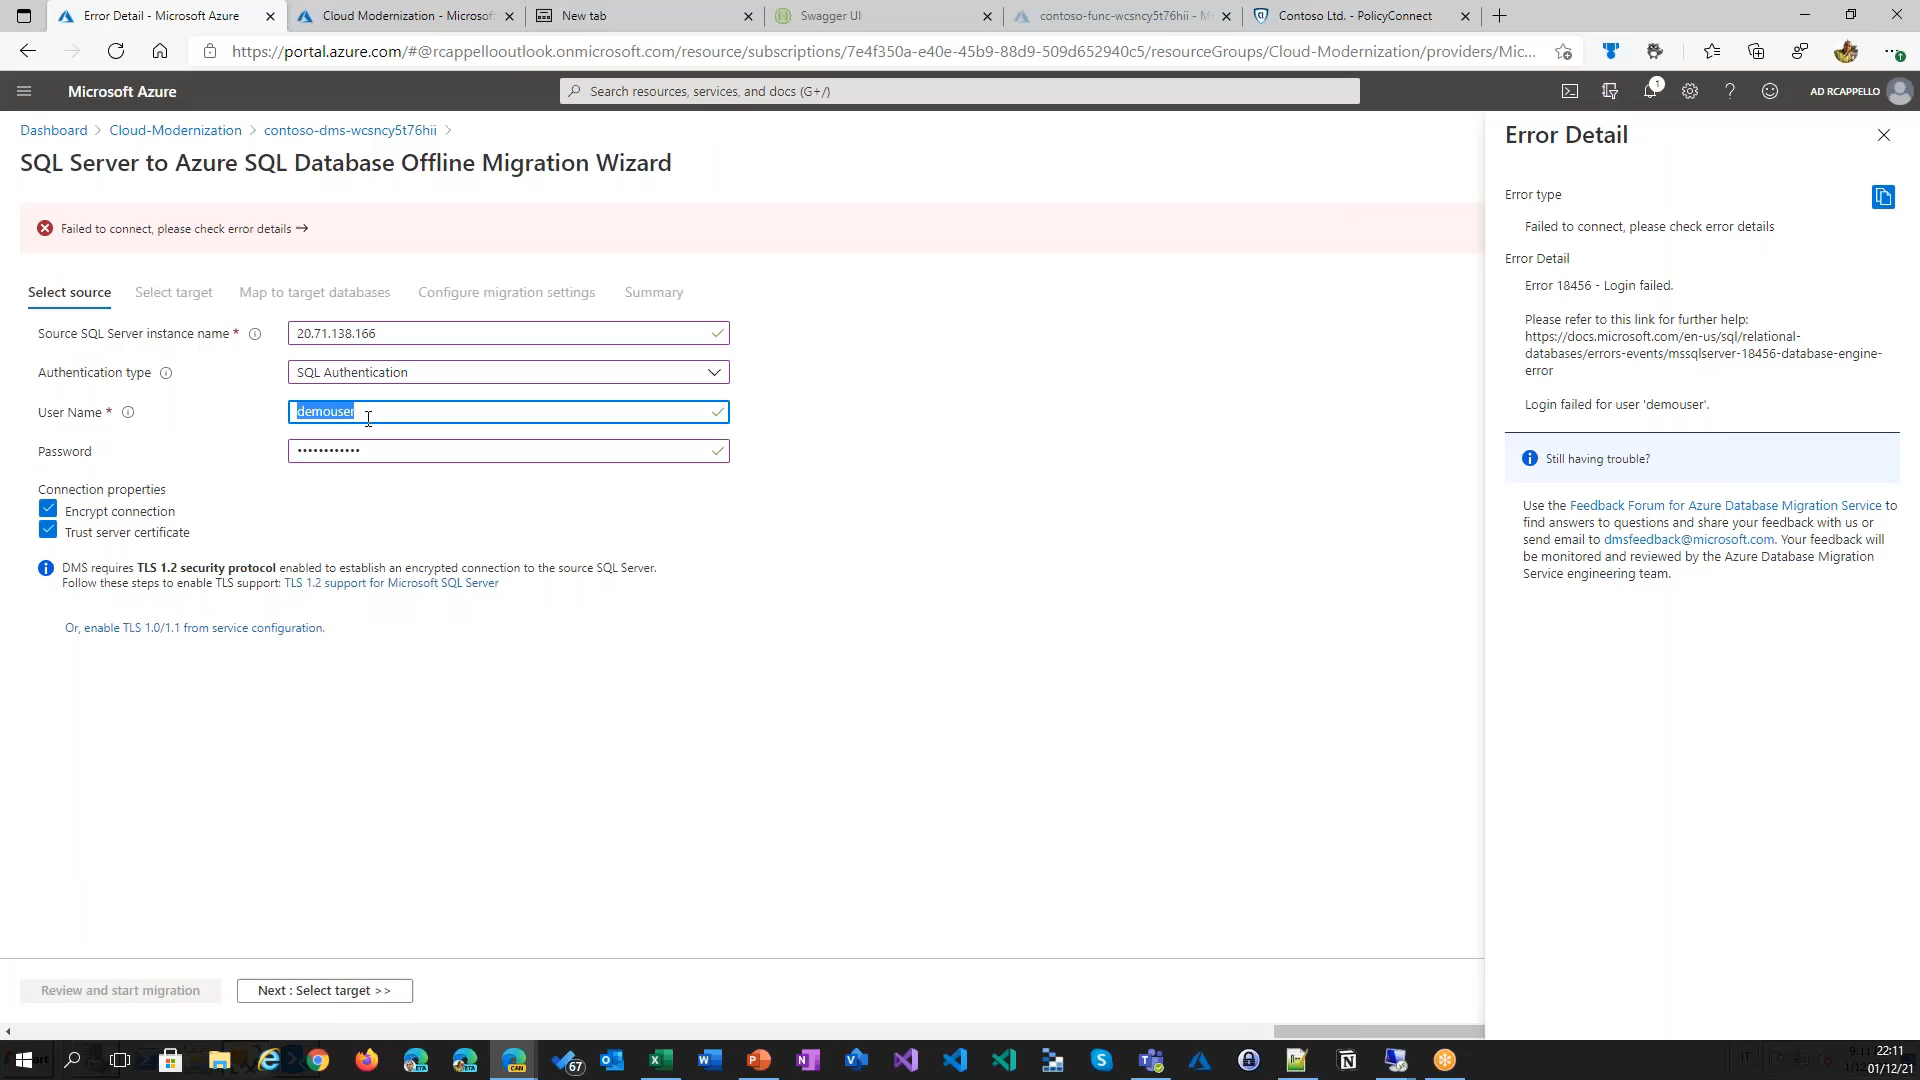 Error Detail - Microsoft Azure
Cloud Modernization - Microsoft
New tab
Swagger UI
contoso-func-wcsncy5t76hii - Mi
Contoso Ltd. - PolicyConnect
https://portal.azure.com/#@rcappellooutlook.onmicrosoft.com/resource/subscriptions/7e4f350a-e40e-45b9-88d9-509d652940c5/resourceGroups/Cloud-Modernization/providers/Mic...
Microsoft Azure
Search resources, services, and docs (G+/)
1
AD RCAPPELLO
Dashboard > Cloud-Modernization > contoso-dms-wcsncy5t76hii >
SQL Server to Azure SQL Database Offline Migration Wizard
Failed to connect, please check error details →
Select source
Select target
Map to target databases
Configure migration settings
Summary
Source SQL Server instance name *
20.71.138.166
Authentication type
SQL Authentication
User Name *
demouser
Password
••••••••••••
Connection properties
Encrypt connection
Trust server certificate
DMS requires TLS 1.2 security protocol enabled to establish an encrypted connection to the source SQL Server.
Follow these steps to enable TLS support: TLS 1.2 support for Microsoft SQL Server
Or, enable TLS 1.0/1.1 from service configuration.
Review and start migration
Next : Select target >>
Error Detail
Error type
Failed to connect, please check error details
Error Detail
Error 18456 - Login failed.
Please refer to this link for further help:
https://docs.microsoft.com/en-us/sql/relational-
databases/errors-events/mssqlserver-18456-database-engine-
error
Login failed for user 'demouser'.
Still having trouble?
Use the Feedback Forum for Azure Database Migration Service to
find answers to questions and share your feedback with us or
send email to dmsfeedback@microsoft.com. Your feedback will
be monitored and reviewed by the Azure Database Migration
Service engineering team.
67
22:11
01/12/21